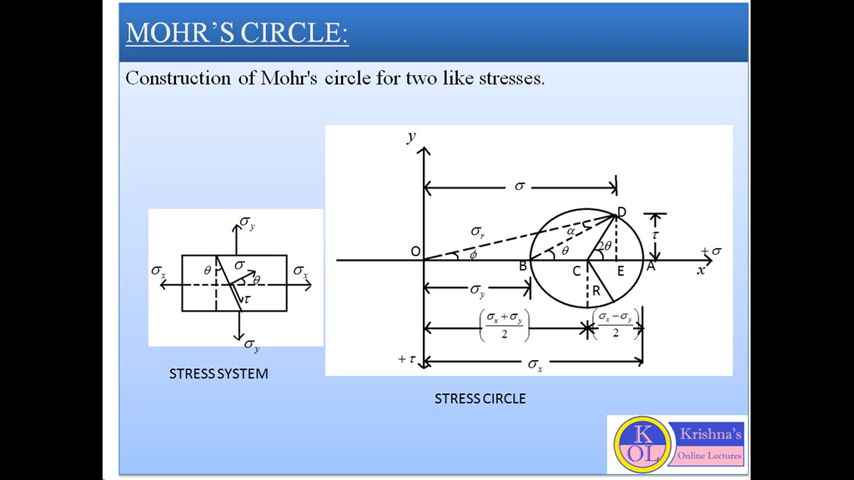 MOHR'S CIRCLE:
Construction of Mohr's circle for two like stresses.
σy
σx
θ
σ
σx
θ
τ
σy
STRESS SYSTEM
y
σ
D
σr
α
τ
O
ϕ
B
θ
2θ
C
E
A
+σ
x
σy
R
(σx + σy / 2)
(σx − σy / 2)
+τ
σx
STRESS CIRCLE
K
OL
Krishna's
Online Lectures